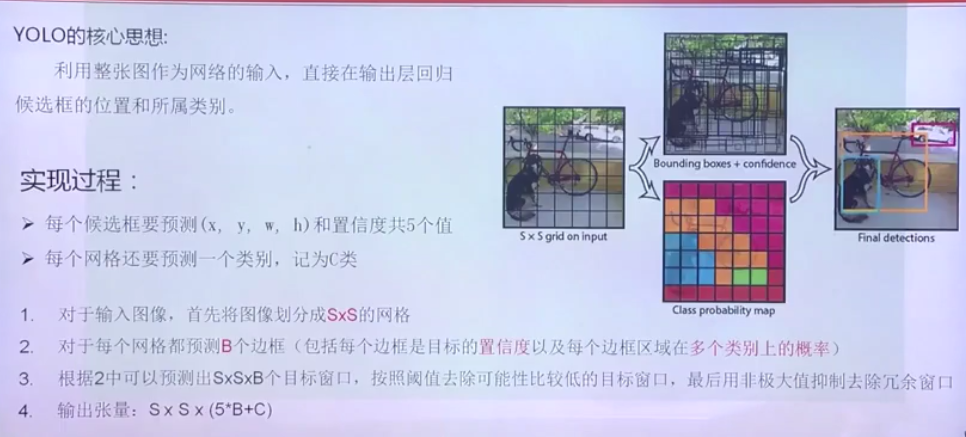 YOLO的核心思想:
利用整张图作为网络的输入，直接在输出层回归
候选框的位置和所属类别。
实现过程：
➢ 每个候选框要预测(x, y, w, h)和置信度共5个值
➢ 每个网格还要预测一个类别，记为C类
1. 对于输入图像，首先将图像划分成SxS的网格
2. 对于每个网格都预测B个边框（包括每个边框是目标的置信度以及每个边框区域在多个类别上的概率）
3. 根据2中可以预测出SxSxB个目标窗口，按照阈值去除可能性比较低的目标窗口，最后用非极大值抑制去除冗余窗口
4. 输出张量：S x S x (5*B+C)
S × S grid on input
Bounding boxes + confidence
Class probability map
Final detections